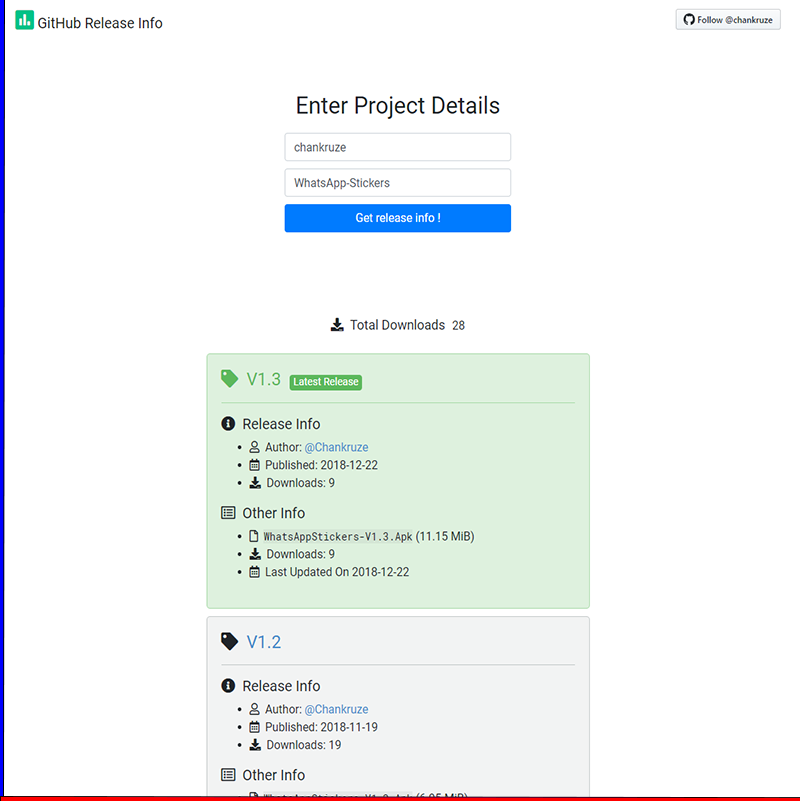 GitHub Release Info
Follow @chankruze
Enter Project Details
chankruze
WhatsApp-Stickers
Get release info !
Total Downloads 28
V1.3 Latest Release
Release Info
Author: @Chankruze
Published: 2018-12-22
Downloads: 9
Other Info
WhatsAppStickers-V1.3.Apk (11.15 MiB)
Downloads: 9
Last Updated On 2018-12-22
V1.2
Release Info
Author: @Chankruze
Published: 2018-11-19
Downloads: 19
Other Info